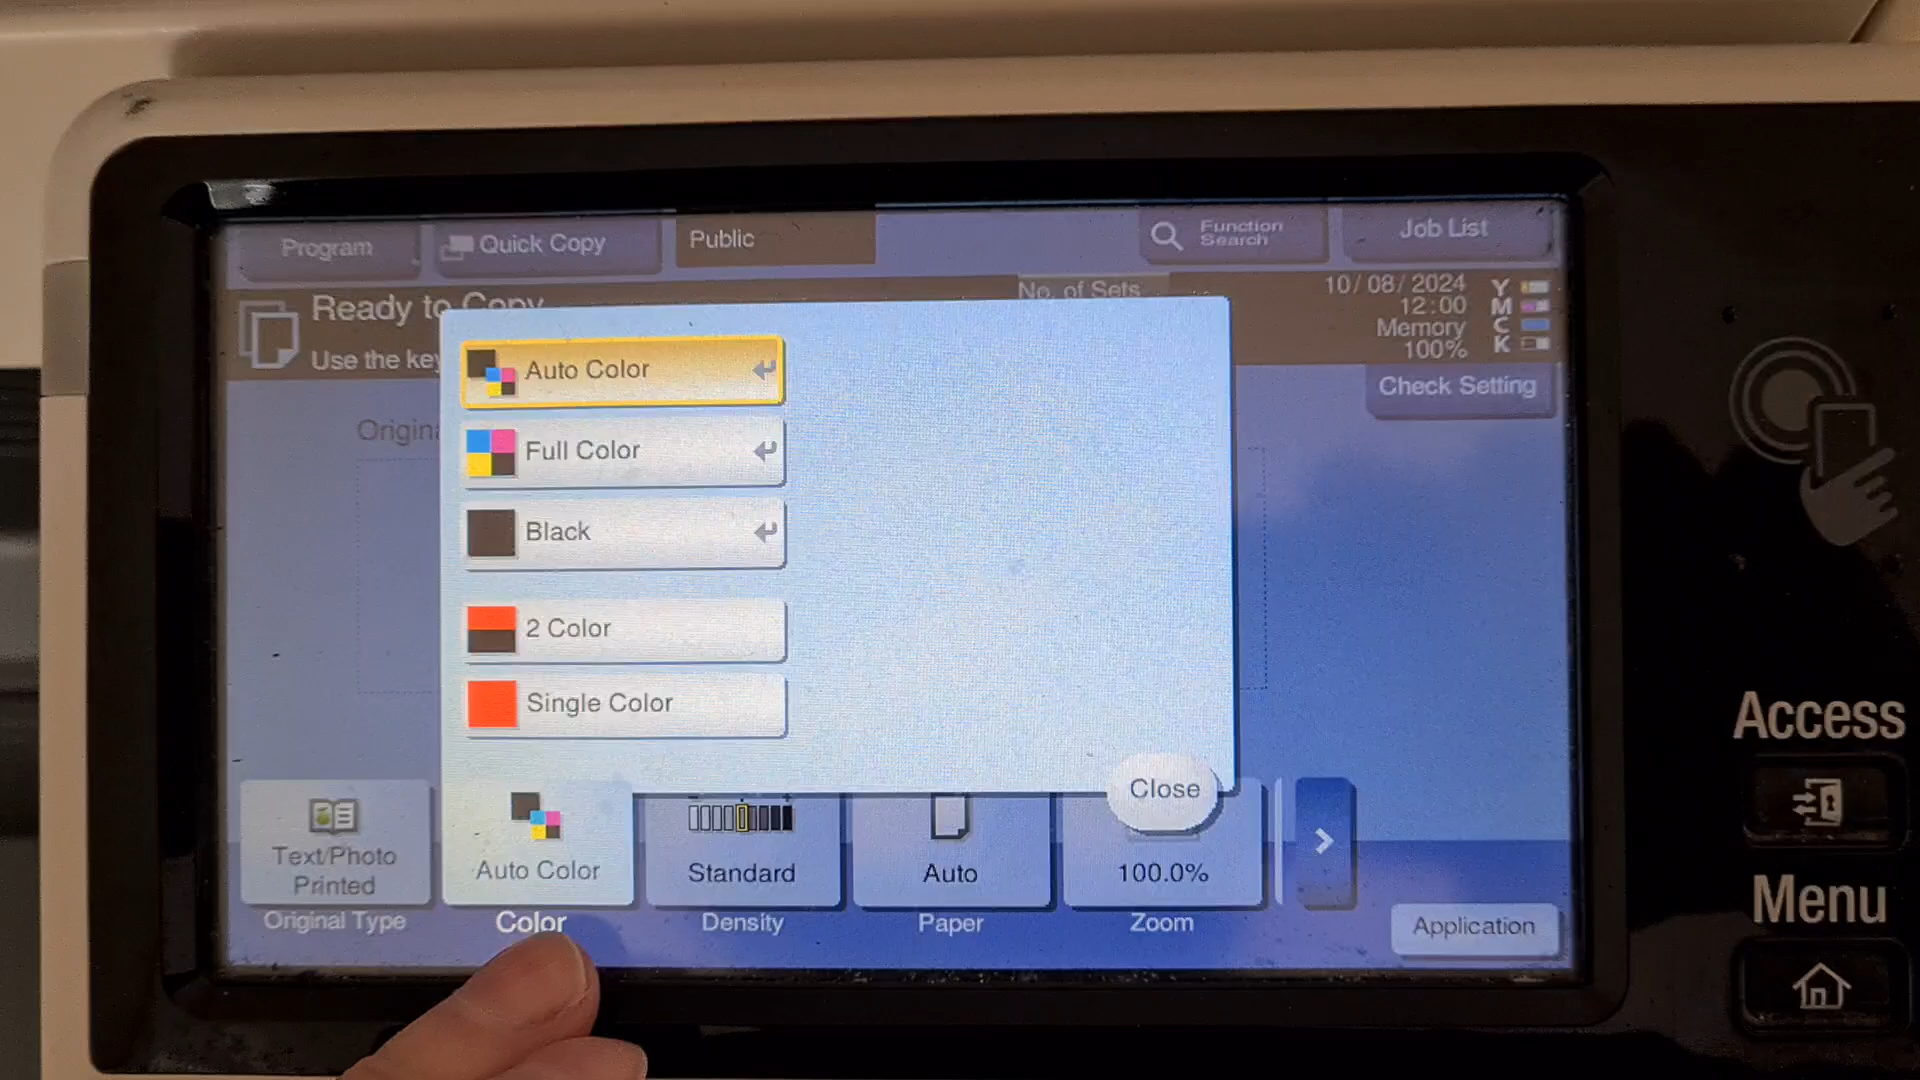 Program
Quick Copy
Public
Function
Search
Job List
Ready to Copy
No. of Sets
10/08/2024
12:00
Memory
100%
Y
M
C
K
Use the key
Check Setting
Origina
Auto Color
Full Color
Black
2 Color
Single Color
Close
Text/Photo
Printed
Auto Color
Standard
Auto
100.0%
Original Type
Color
Density
Paper
Zoom
Application
Access
Menu